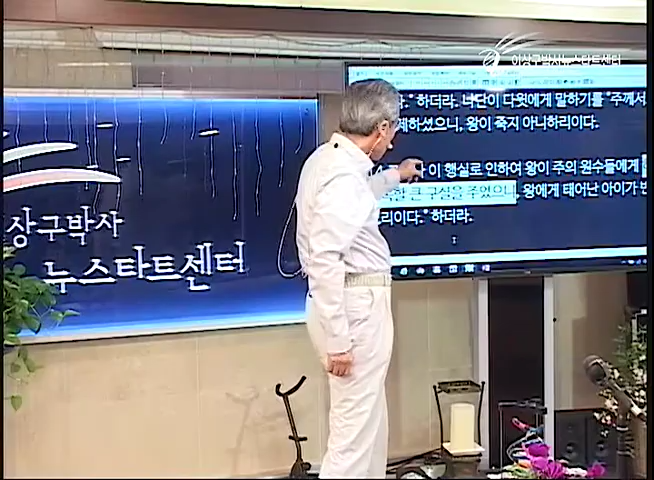 이상구박사뉴스타트센터
하더라. 나단이 다윗에게 말하기를 "주께서
제하셨으니, 왕이 죽지 아니하리이다.
이 행실로 인하여 왕이 주의 원수들에게
큰 구실을 주었으니, 왕에게 태어난 아이가
리이다." 하더라.
상구박사
뉴스타트센터